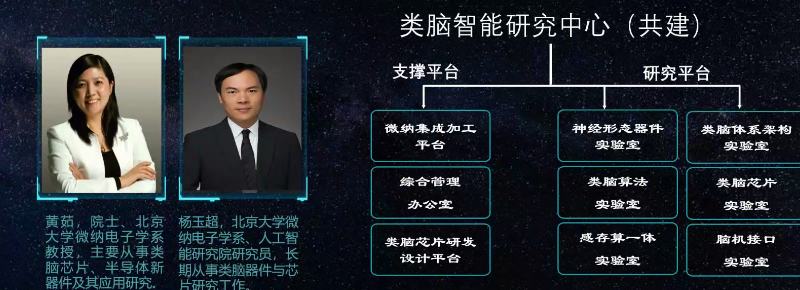 类脑智能研究中心（共建）
支撑平台
研究平台
微纳集成加工
平台
综合管理
办公室
类脑芯片研发
设计平台
神经形态器件
实验室
类脑算法
实验室
感存算一体
实验室
类脑体系架构
实验室
类脑芯片
实验室
脑机接口
实验室
黄茹，院士、北京
大学微纳电子学系
教授，主要从事类
脑芯片、半导体新
器件及其应用研究。
杨玉超，北京大学微
纳电子学系、人工智
能研究院研究员，长
期从事类脑器件与芯
片研究工作。